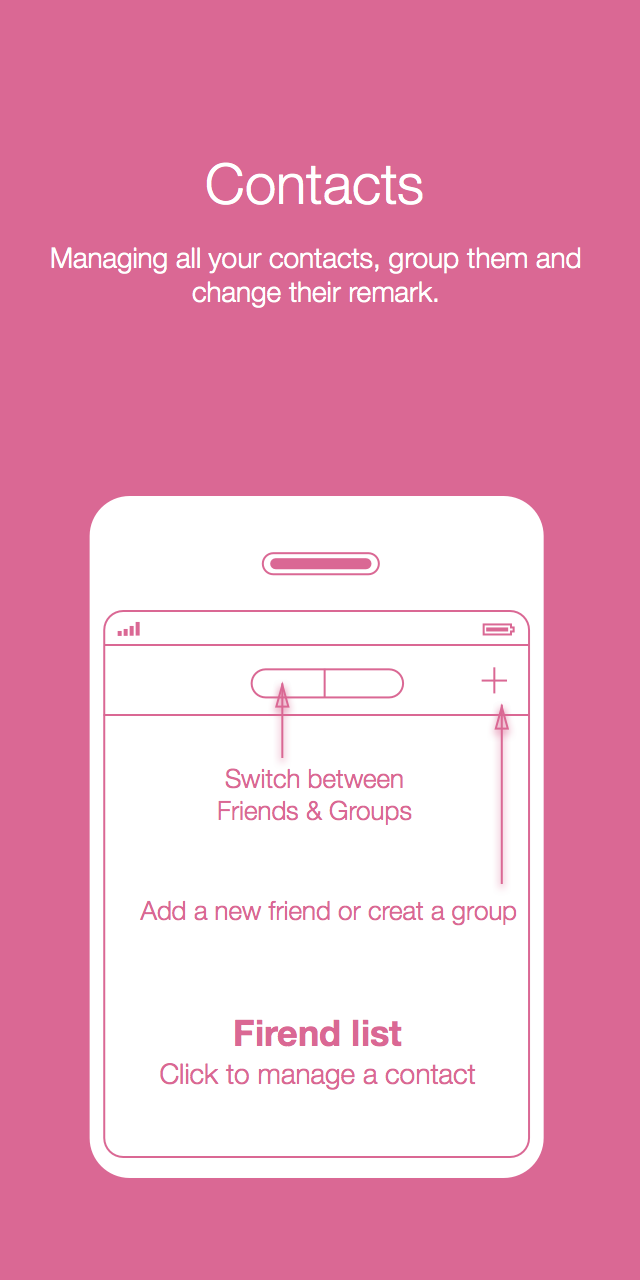 Contacts
Managing all your contacts, group them and
change their remark.
Switch between
Friends & Groups
Add a new friend or creat a group
Firend list
Click to manage a contact